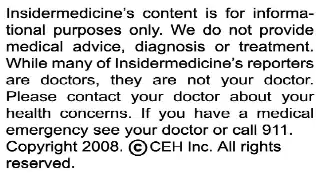 Insidermedicine's content is for informa-
tional purposes only. We do not provide
medical advice, diagnosis or treatment.
While many of Insidermedicine's reporters
are doctors, they are not your doctor.
Please contact your doctor about your
health concerns. If you have a medical
emergency see your doctor or call 911.
Copyright 2008. ©CEH Inc. All rights
reserved.